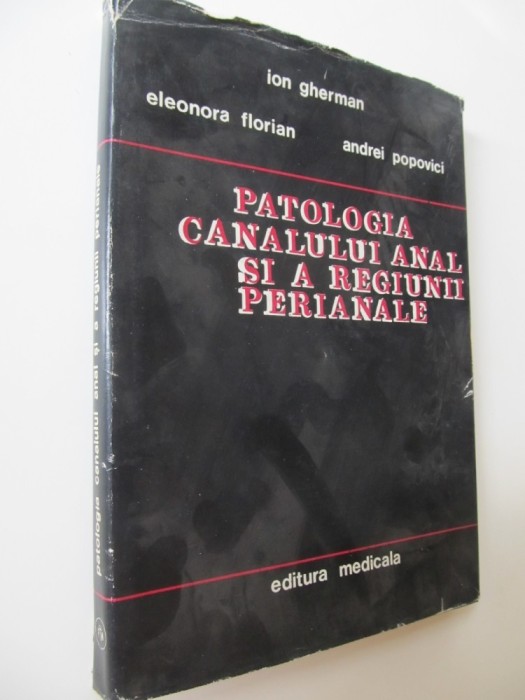 ion gherman
eleonora florian
andrei popovici
PATOLOGIA
CANALULUI ANAL
ȘI A REGIUNII
PERIANALE
editura medicala
patologia canalului anal și a regiunii perianale